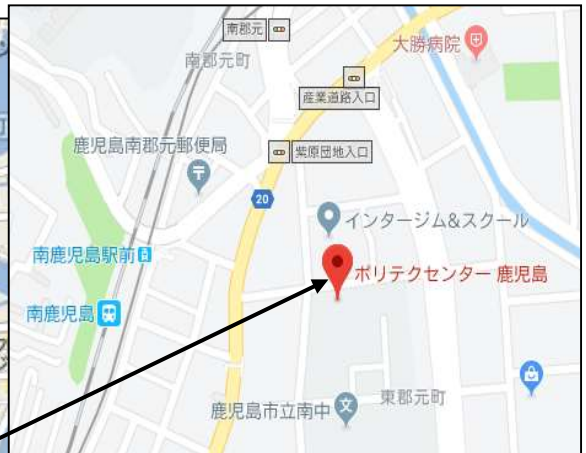 南郡元
南郡元町
大勝病院
産業道路入口
鹿児島南郡元郵便局
紫原団地入口
20
インタージム&スクール
南鹿児島駅前
ポリテクセンター 鹿児島
南鹿児島
鹿児島市立南中
東郡元町